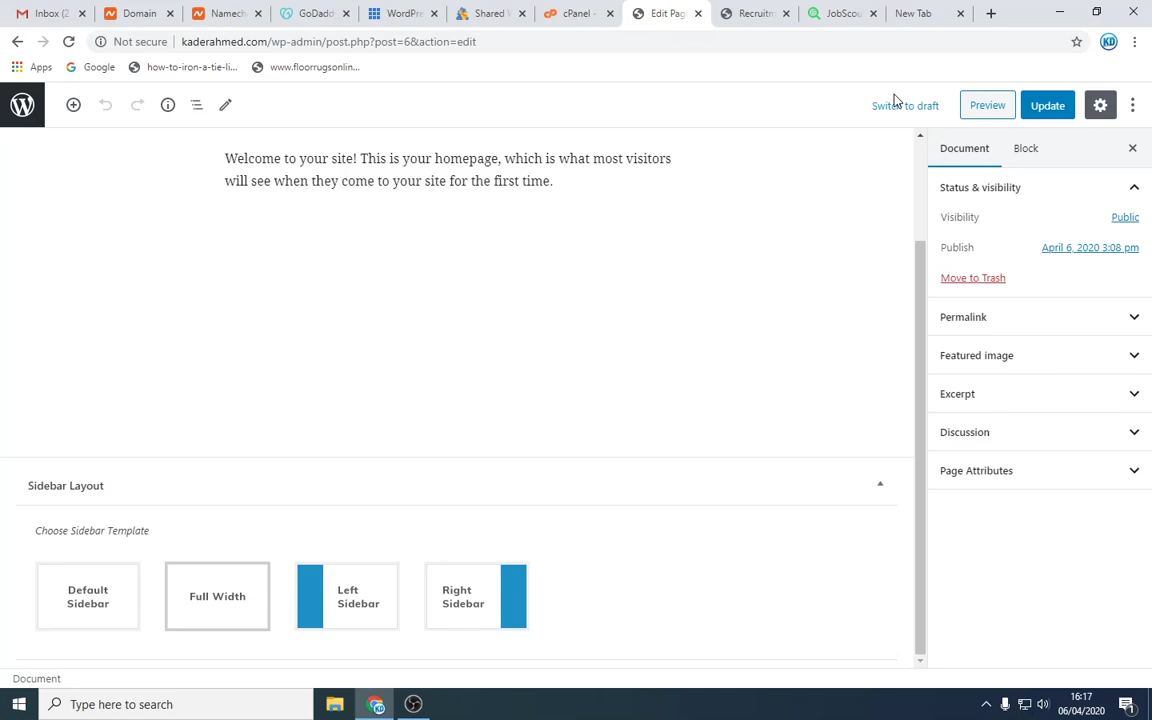 Inbox (2
Domain
Namech
GoDadd
WordPre
Shared W
cPanel -
Edit Page
Recruitm
JobScou
New Tab
Not secure
kaderahmed.com/wp-admin/post.php?post=6&action=edit
KD
Apps
Google
how-to-iron-a-tie-li...
www.floorrugsonlin...
Switch to draft
Preview
Update
Welcome to your site! This is your homepage, which is what most visitors
will see when they come to your site for the first time.
Document
Block
Status & visibility
Visibility
Public
Publish
April 6, 2020 3:08 pm
Move to Trash
Permalink
Featured image
Excerpt
Discussion
Page Attributes
Sidebar Layout
Choose Sidebar Template
Default
Sidebar
Full Width
Left
Sidebar
Right
Sidebar
Document
Type here to search
16:17
06/04/2020